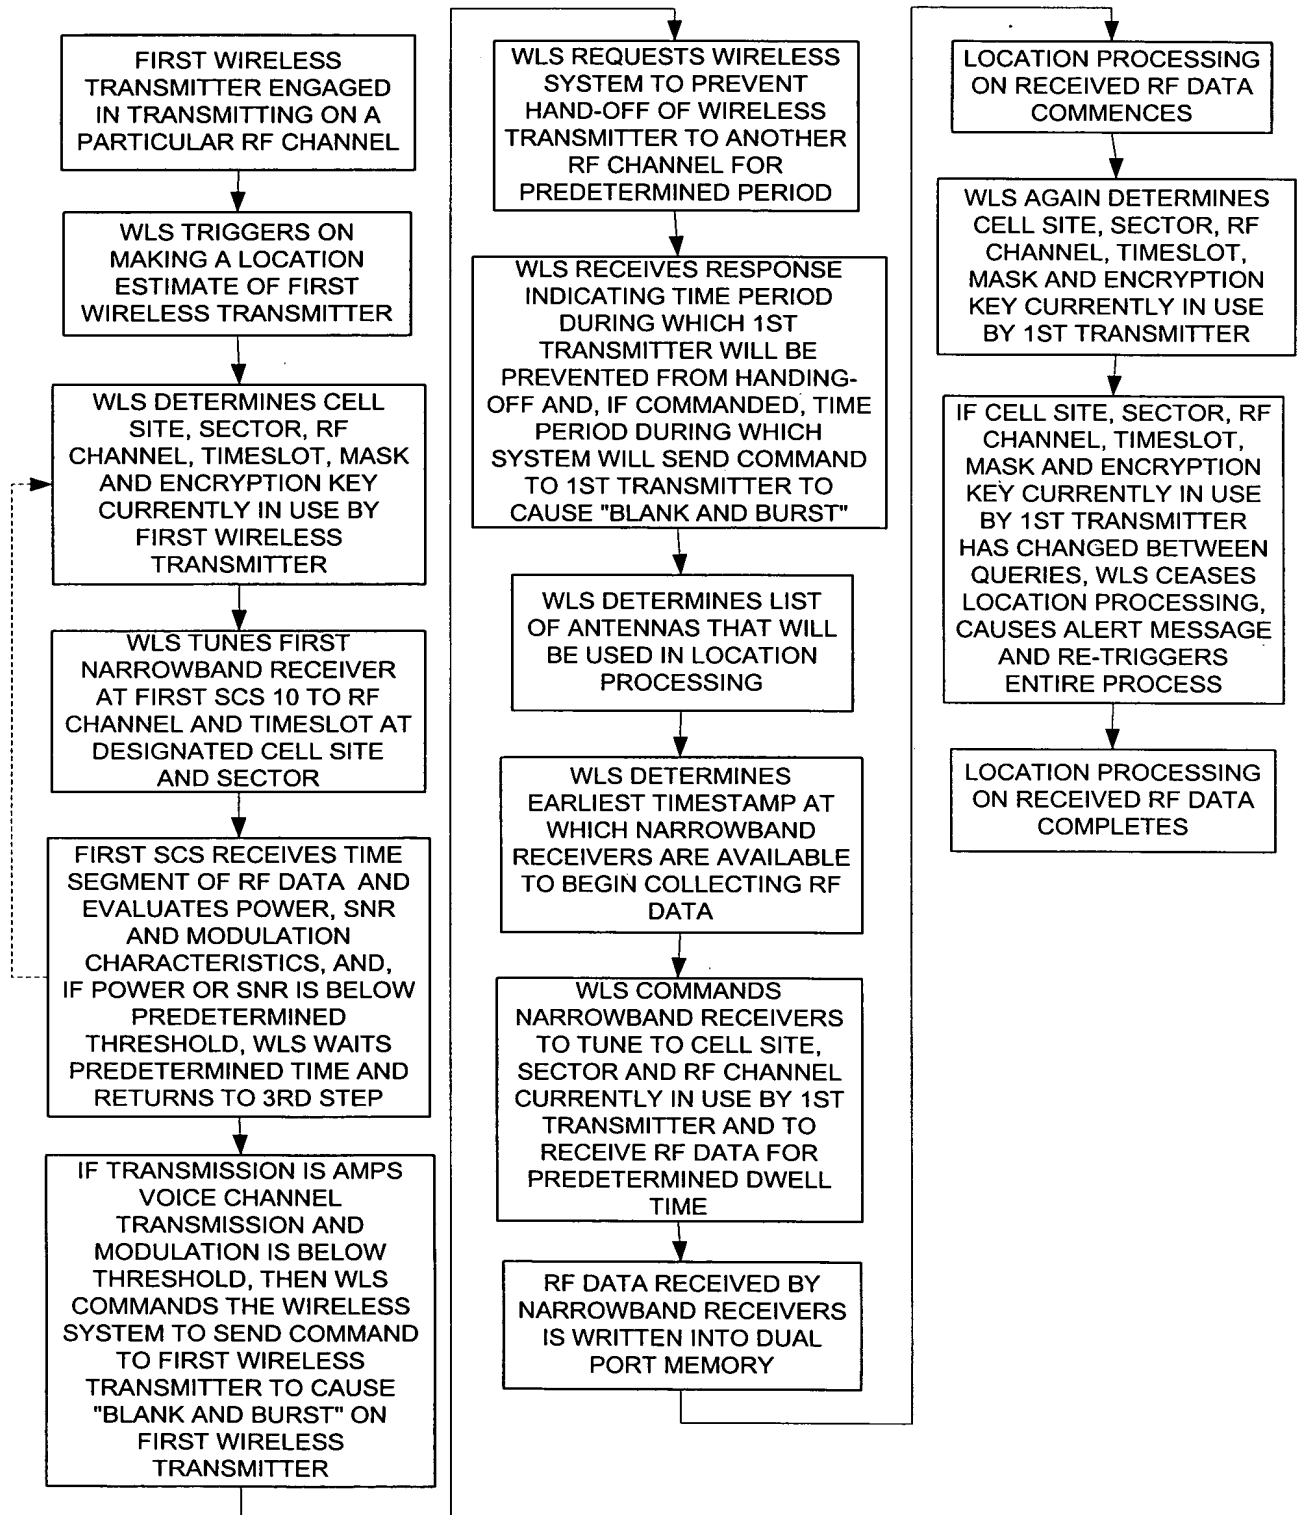 FIRST WIRELESS
TRANSMITTER ENGAGED
IN TRANSMITTING ON A
PARTICULAR RF CHANNEL
WLS TRIGGERS ON
MAKING A LOCATION
ESTIMATE OF FIRST
WIRELESS TRANSMITTER
WLS DETERMINES CELL
SITE, SECTOR, RF
CHANNEL, TIMESLOT, MASK
AND ENCRYPTION KEY
CURRENTLY IN USE BY
FIRST WIRELESS
TRANSMITTER
WLS TUNES FIRST
NARROWBAND RECEIVER
AT FIRST SCS 10 TO RF
CHANNEL AND TIMESLOT AT
DESIGNATED CELL SITE
AND SECTOR
FIRST SCS RECEIVES TIME
SEGMENT OF RF DATA AND
EVALUATES POWER, SNR
AND MODULATION
CHARACTERISTICS, AND,
IF POWER OR SNR IS BELOW
PREDETERMINED
THRESHOLD, WLS WAITS
PREDETERMINED TIME AND
RETURNS TO 3RD STEP
IF TRANSMISSION IS AMPS
VOICE CHANNEL
TRANSMISSION AND
MODULATION IS BELOW
THRESHOLD, THEN WLS
COMMANDS THE WIRELESS
SYSTEM TO SEND COMMAND
TO FIRST WIRELESS
TRANSMITTER TO CAUSE
"BLANK AND BURST" ON
FIRST WIRELESS
TRANSMITTER
WLS REQUESTS WIRELESS
SYSTEM TO PREVENT
HAND-OFF OF WIRELESS
TRANSMITTER TO ANOTHER
RF CHANNEL FOR
PREDETERMINED PERIOD
WLS RECEIVES RESPONSE
INDICATING TIME PERIOD
DURING WHICH 1ST
TRANSMITTER WILL BE
PREVENTED FROM HANDING-
OFF AND, IF COMMANDED, TIME
PERIOD DURING WHICH
SYSTEM WILL SEND COMMAND
TO 1ST TRANSMITTER TO
CAUSE "BLANK AND BURST"
WLS DETERMINES LIST
OF ANTENNAS THAT WILL
BE USED IN LOCATION
PROCESSING
WLS DETERMINES
EARLIEST TIMESTAMP AT
WHICH NARROWBAND
RECEIVERS ARE AVAILABLE
TO BEGIN COLLECTING RF
DATA
WLS COMMANDS
NARROWBAND RECEIVERS
TO TUNE TO CELL SITE,
SECTOR AND RF CHANNEL
CURRENTLY IN USE BY 1ST
TRANSMITTER AND TO
RECEIVE RF DATA FOR
PREDETERMINED DWELL
TIME
RF DATA RECEIVED BY
NARROWBAND RECEIVERS
IS WRITTEN INTO DUAL
PORT MEMORY
LOCATION PROCESSING
ON RECEIVED RF DATA
COMMENCES
WLS AGAIN DETERMINES
CELL SITE, SECTOR, RF
CHANNEL, TIMESLOT,
MASK AND ENCRYPTION
KEY CURRENTLY IN USE
BY 1ST TRANSMITTER
IF CELL SITE, SECTOR, RF
CHANNEL, TIMESLOT,
MASK AND ENCRYPTION
KEY CURRENTLY IN USE
BY 1ST TRANSMITTER
HAS CHANGED BETWEEN
QUERIES, WLS CEASES
LOCATION PROCESSING,
CAUSES ALERT MESSAGE
AND RE-TRIGGERS
ENTIRE PROCESS
LOCATION PROCESSING
ON RECEIVED RF DATA
COMPLETES